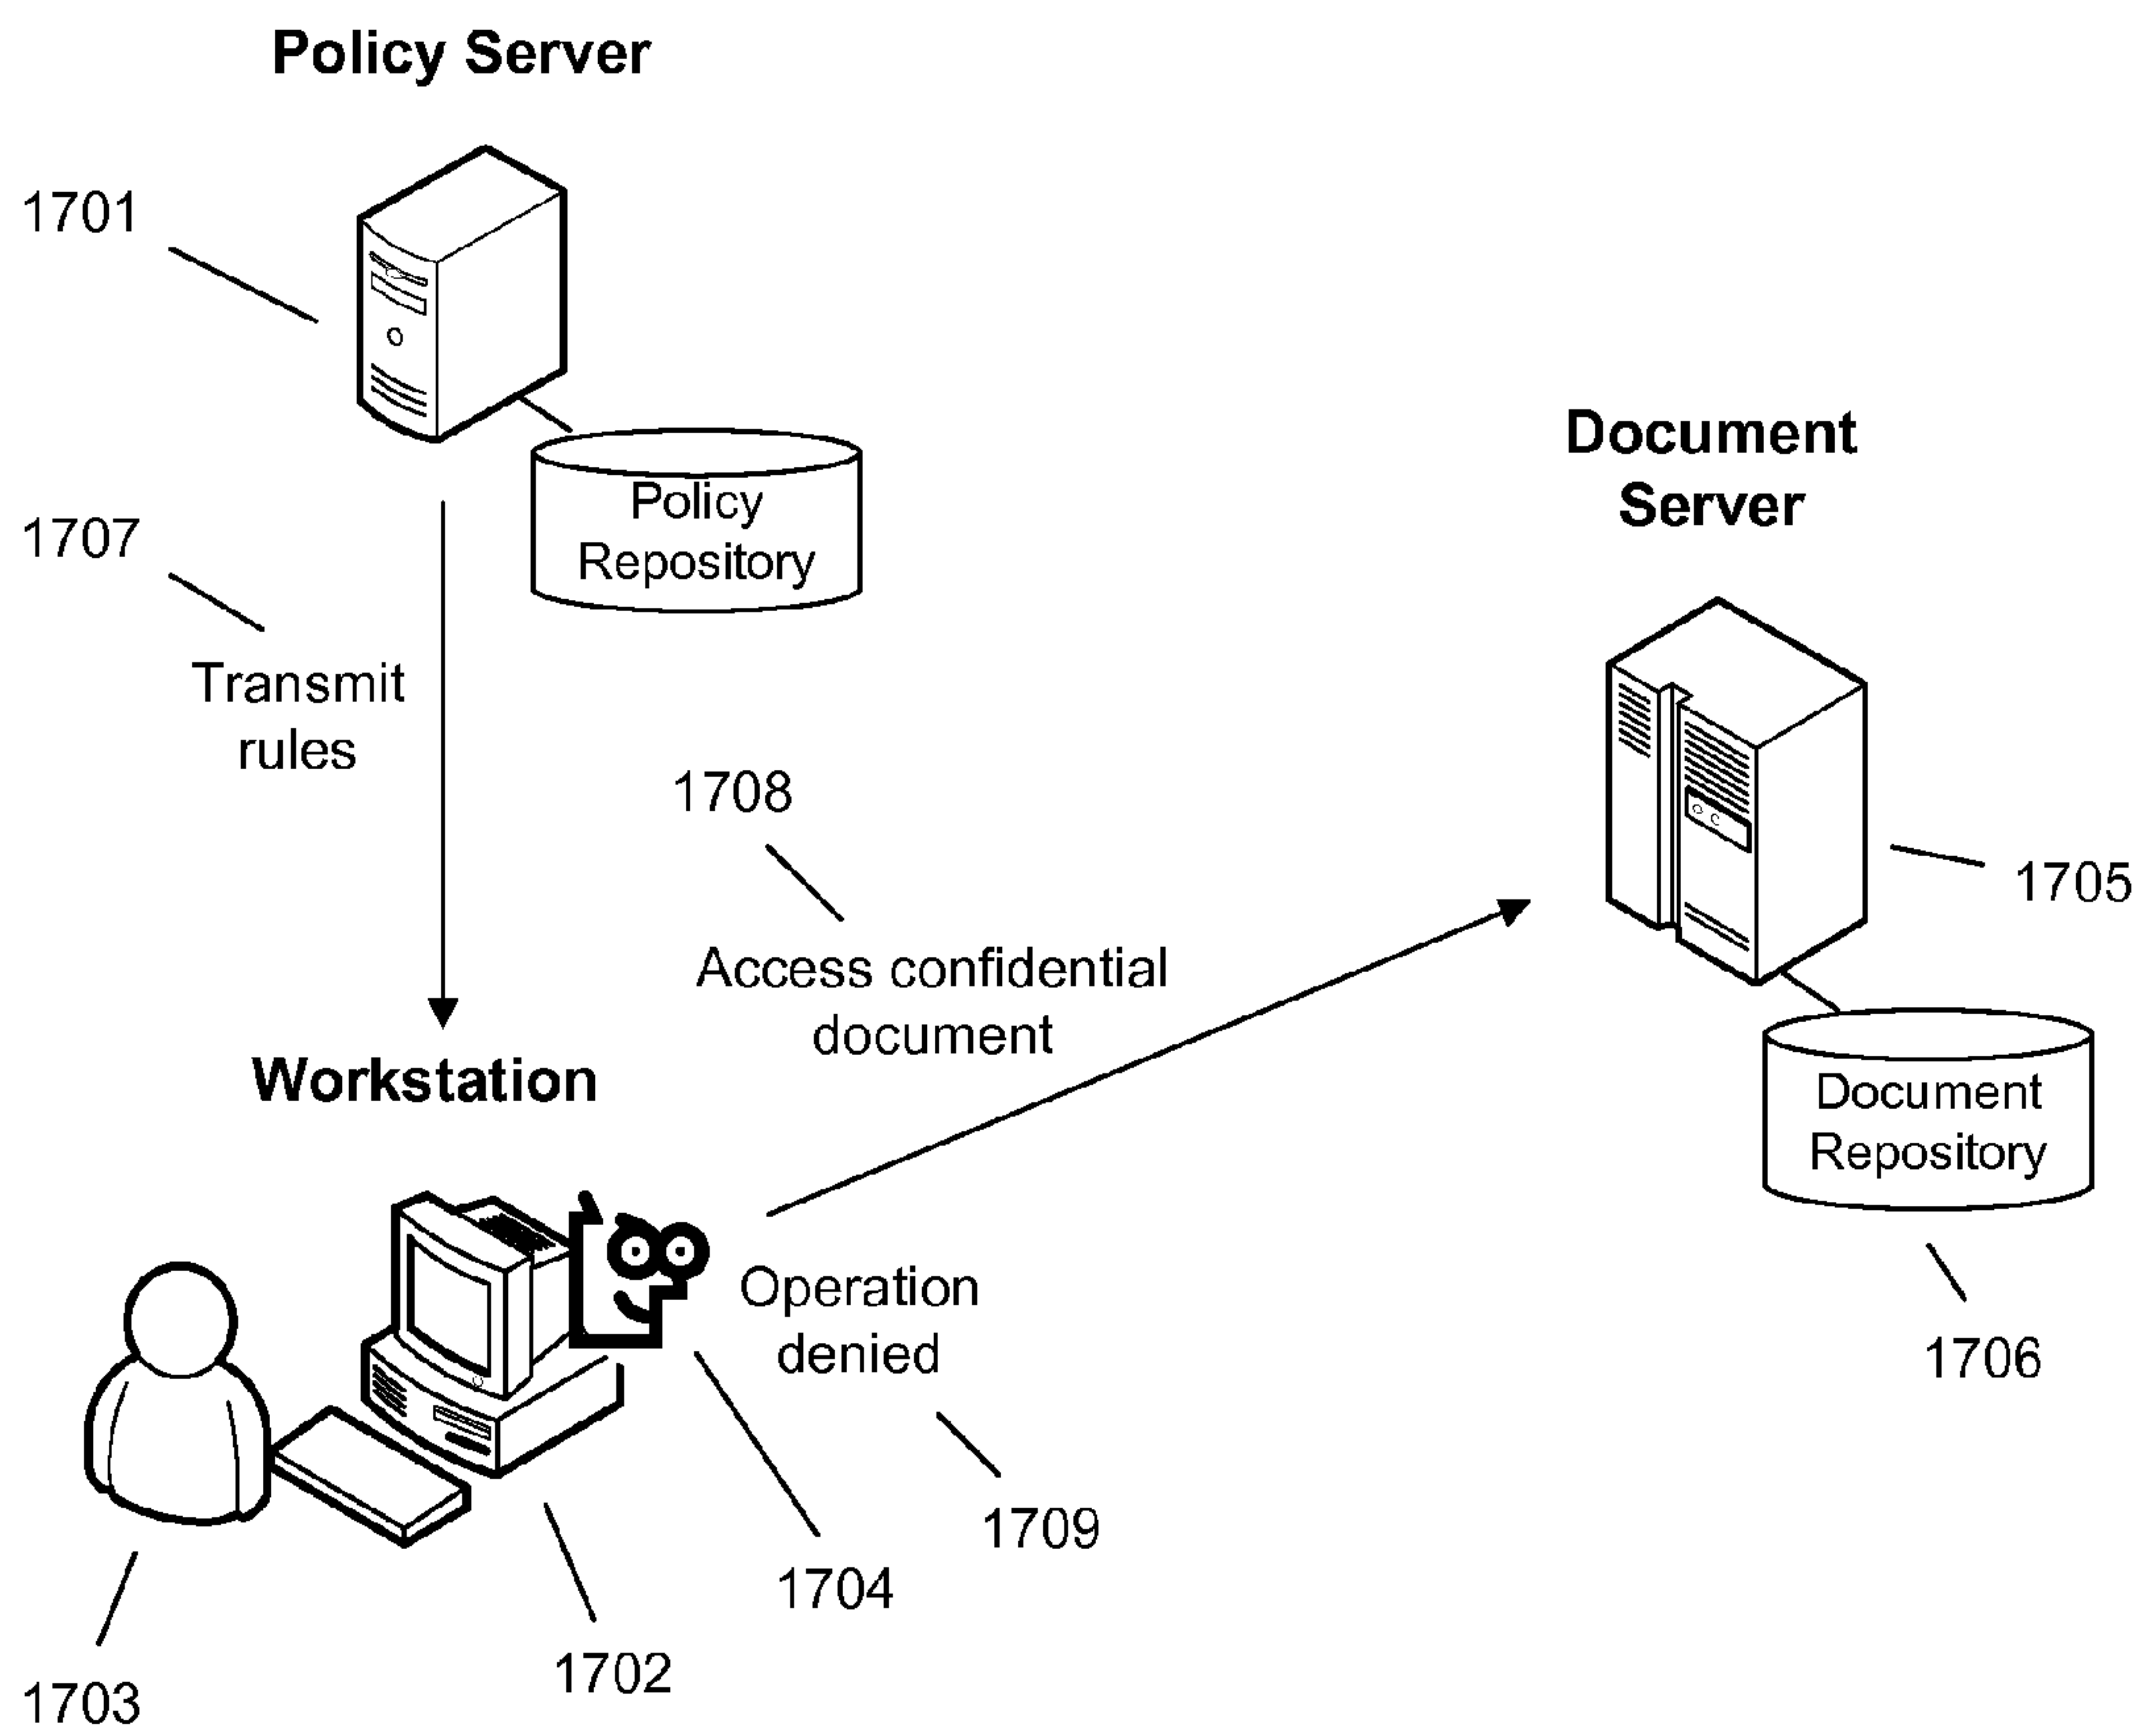 Policy Server
1701
Policy
Repository
1707
Transmit
rules
Document
Server
1708
1705
Access confidential
document
Workstation
Document
Repository
Operation
denied
1706
1709
1704
1702
1703